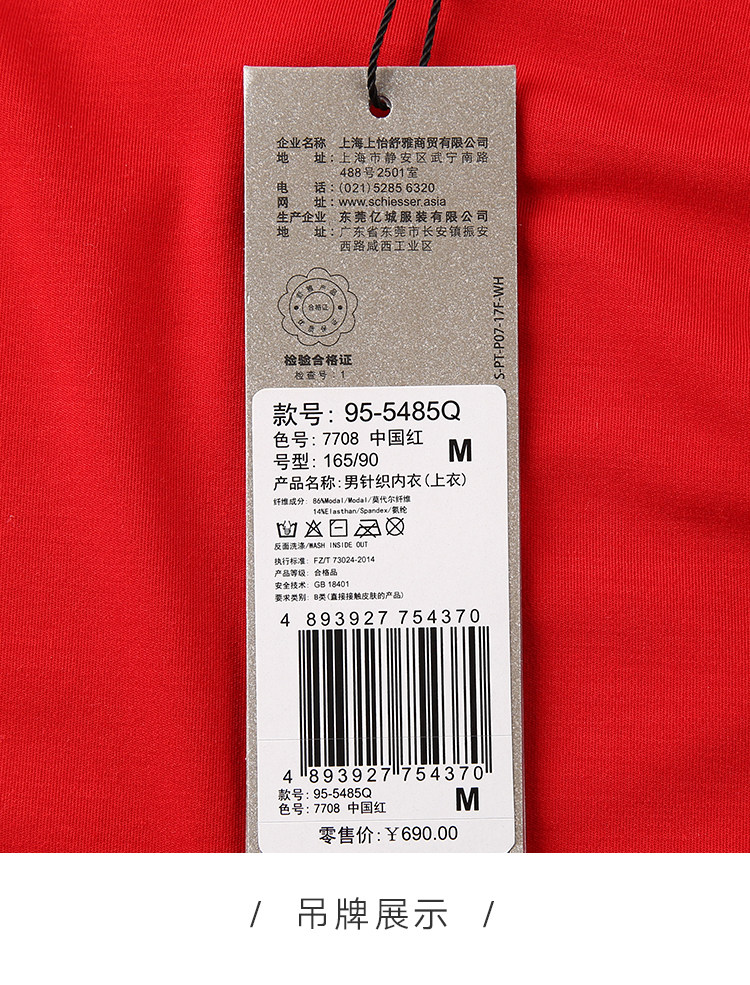 企业名称 上海上怡舒雅商贸有限公司
地 址：上海市静安区武宁南路
488号2501室
电 话：(021) 5285 6320
网 址：www.schiesser.asia
生产企业 东莞亿城服装有限公司
地 址：广东省东莞市长安镇振安
西路咸西工业区
合格证
检验合格证
检查号：1
S-PT-P07-17F-WH
款号: 95-5485Q
色号: 7708 中国红
M
号型: 165/90
产品名称:男针织内衣(上衣)
纤维成分: 86%Modal/Modal/莫代尔纤维
14%Elasthan/Spandex/氨纶
反面洗涤/WASH INSIDE OUT
执行标准: FZ/T 73024-2014
产品等级: 合格品
安全技术: GB 18401
要求类别: B类(直接接触皮肤的产品)
4 893927 754370
4 893927 754370
款号: 95-5485Q
色号: 7708 中国红
M
零售价:￥690.00
/ 吊牌展示 /